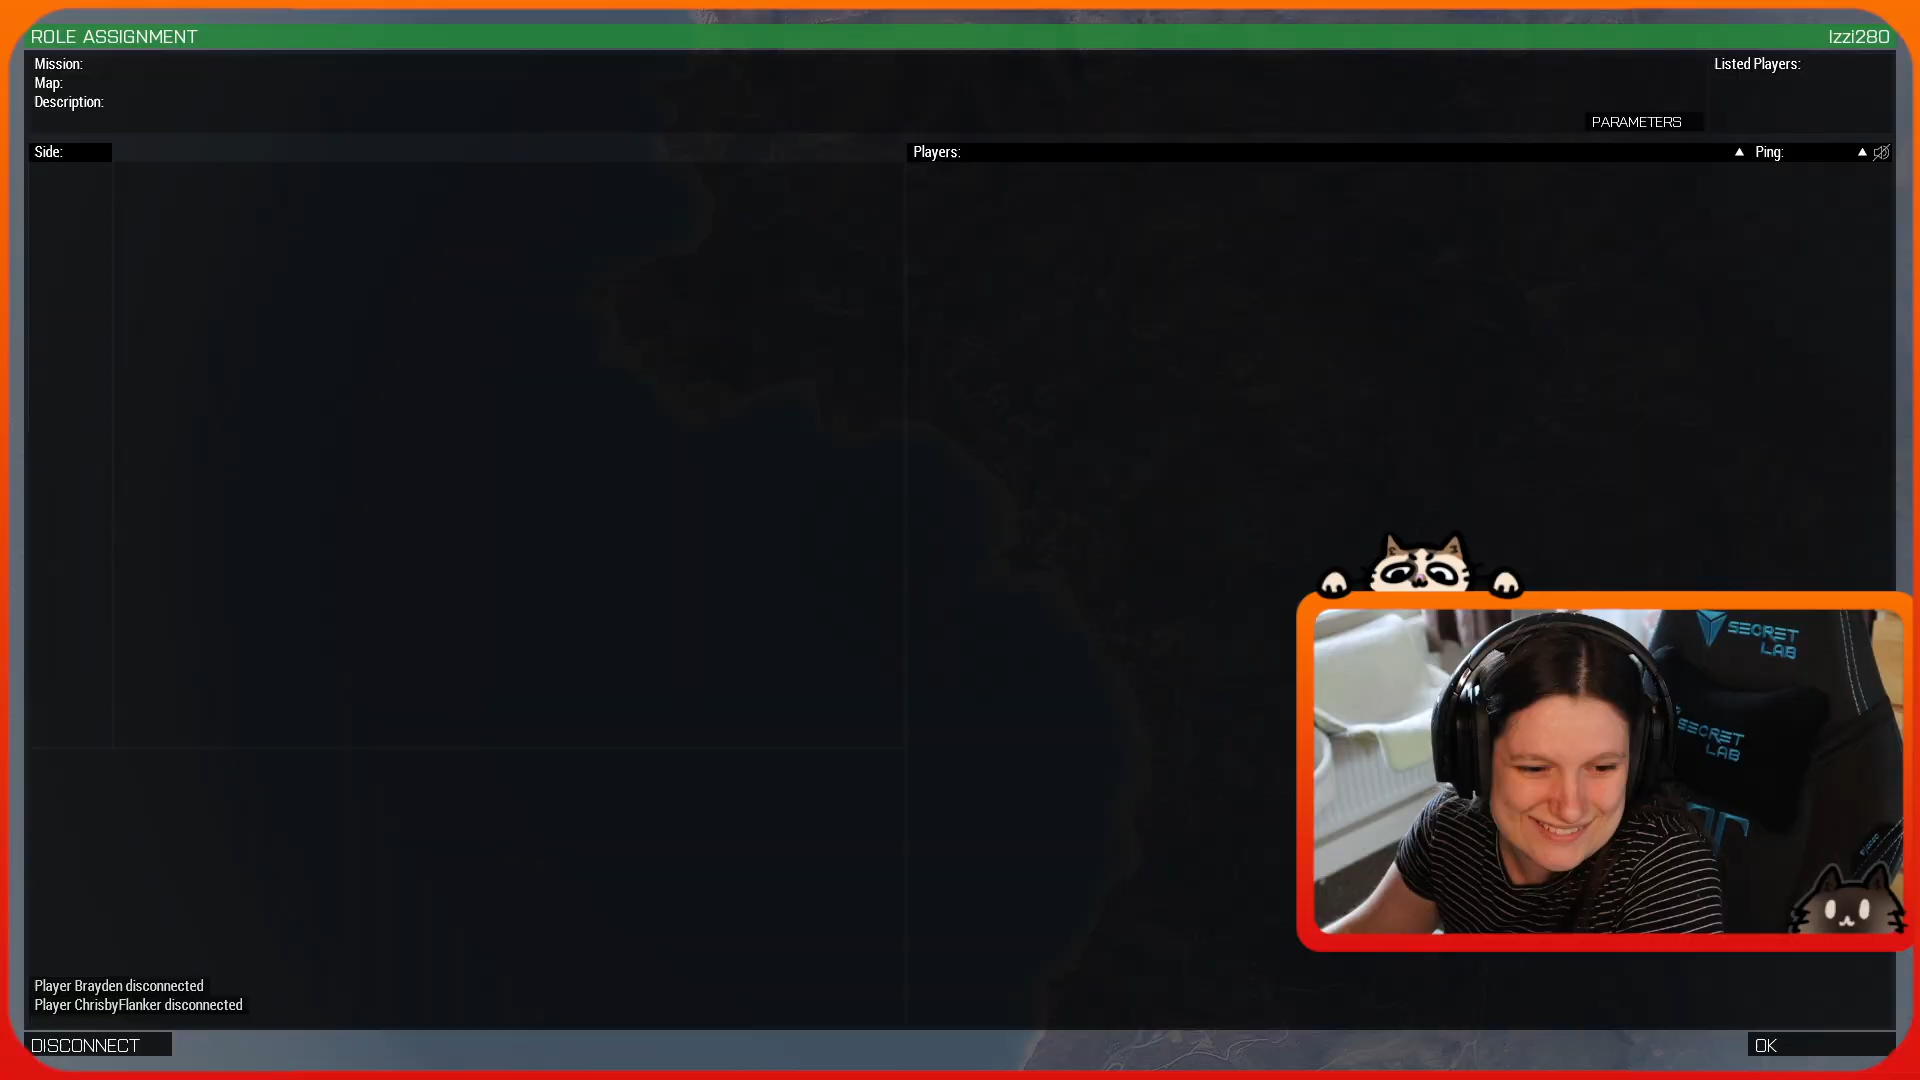 ROLE ASSIGNMENT
Izzi280
Mission:
Map:
Description:
Listed Players:
PARAMETERS
Side:
Players:
Ping:
SECRET
LAB
SECRET
LAB
Player Brayden disconnected
Player ChrisbyFlanker disconnected
DISCONNECT
OK